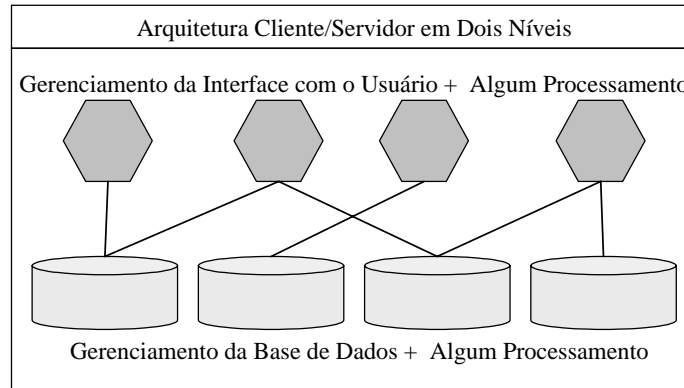 Arquitetura Cliente/Servidor em Dois Níveis
Gerenciamento da Interface com o Usuário + Algum Processamento
Gerenciamento da Base de Dados + Algum Processamento